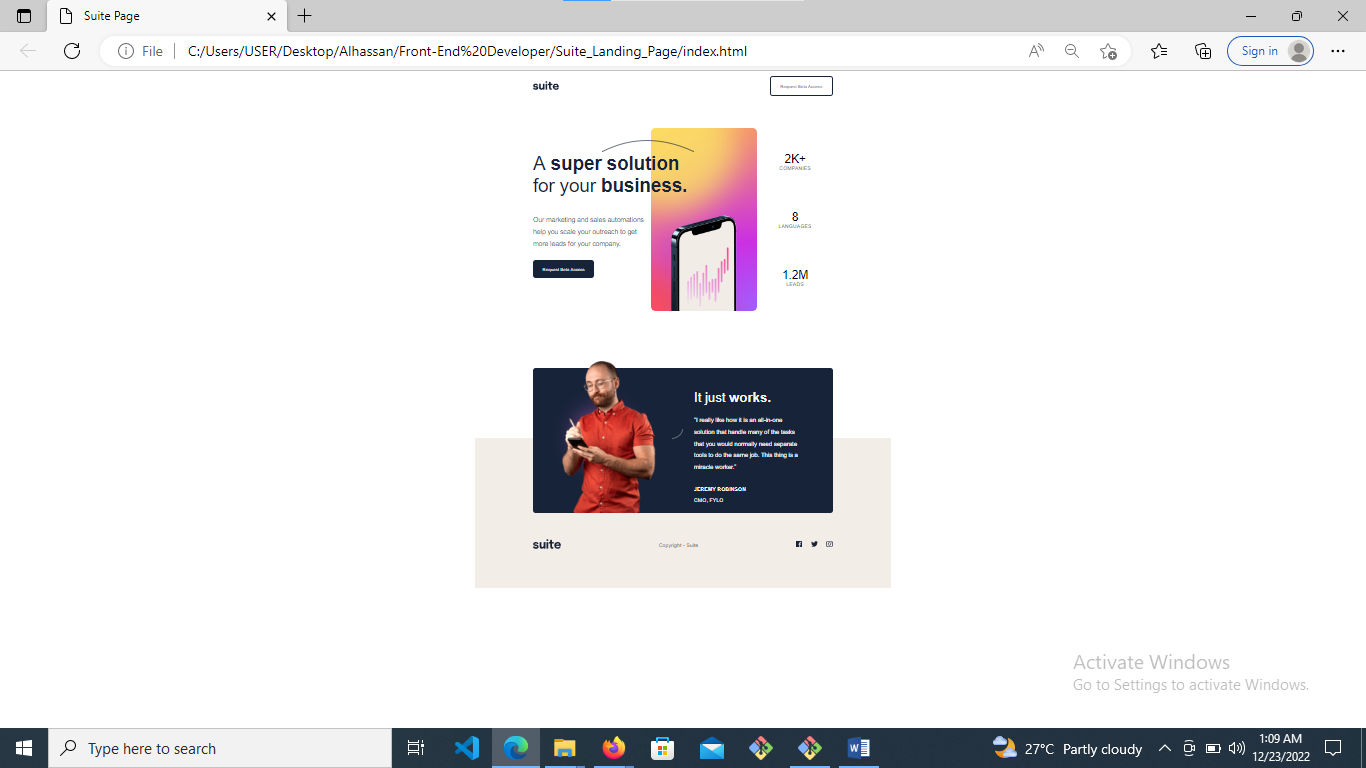 Suite Page
File
C:/Users/USER/Desktop/Alhassan/Front-End%20Developer/Suite_Landing_Page/index.html
Sign in
suite
Request Beta Access
A super solution
for your business.
Our marketing and sales automations
help you scale your outreach to get
more leads for your company.
Request Beta Access
2K+
COMPANIES
8
LANGUAGES
1.2M
LEADS
It just works.
"I really like how it is an all-in-one
solution that handle many of the tasks
that you would normally need separate
tools to do the same job. This thing is a
miracle worker."
JEREMY ROBINSON
CMO, FYLO
suite
Copyright - Suite
Activate Windows
Go to Settings to activate Windows.
Type here to search
27°C Partly cloudy
1:09 AM
12/23/2022